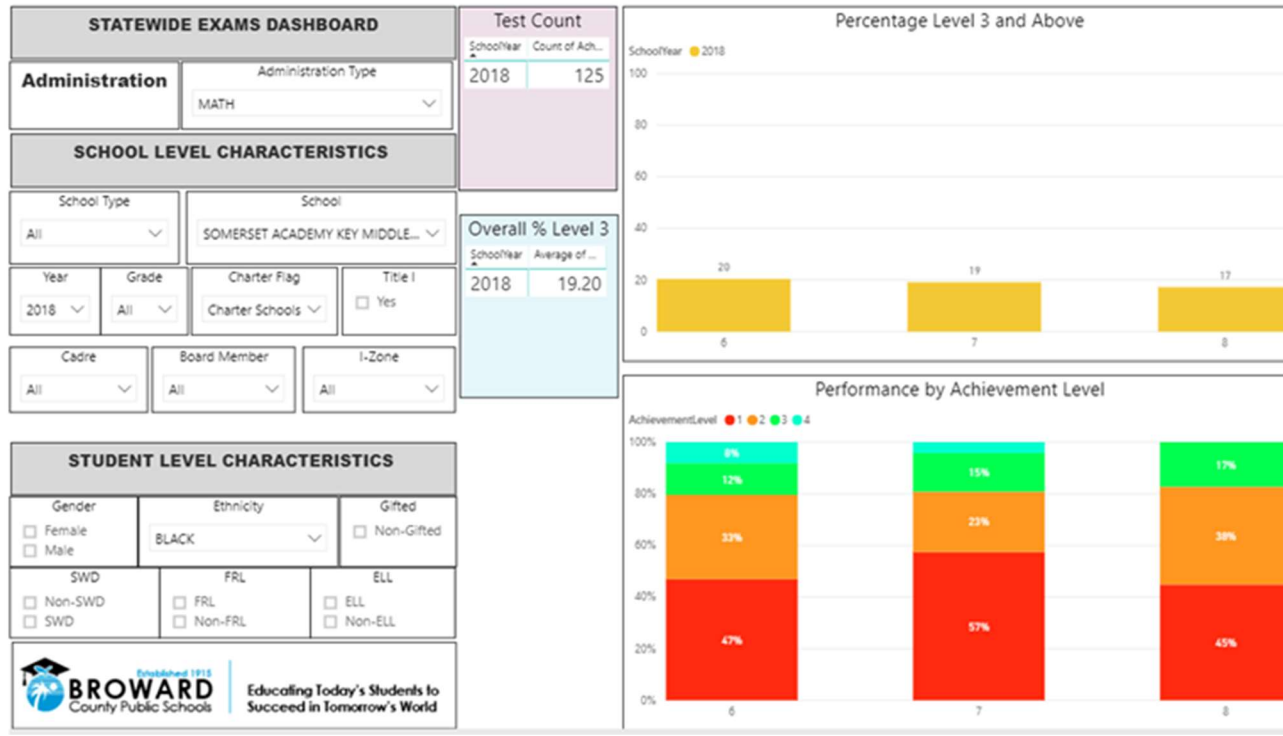 STATEWIDE EXAMS DASHBOARD
Administration
Administration Type
MATH
SCHOOL LEVEL CHARACTERISTICS
School Type
All
School
SOMERSET ACADEMY KEY MIDDLE...
Year
2018
Grade
All
Charter Flag
Charter Schools
Title I
Yes
Cadre
All
Board Member
All
I-Zone
All
STUDENT LEVEL CHARACTERISTICS
Gender
Female
Male
Ethnicity
BLACK
Gifted
Non-Gifted
SWD
Non-SWD
SWD
FRL
FRL
Non-FRL
ELL
ELL
Non-ELL
Established 1915
BROWARD
County Public Schools
Educating Today's Students to
Succeed in Tomorrow's World
Test Count
SchoolYear Count of Ach...
2018 125
Overall % Level 3
SchoolYear Average of ...
2018 19.20
Percentage Level 3 and Above
SchoolYear 2018
100
80
60
40
20
0
20
19
17
6 7 8
Performance by Achievement Level
AchievementLevel 1 2 3 4
100%
80%
60%
40%
20%
0%
8%
12%
33%
47%
15%
23%
57%
17%
38%
45%
6 7 8